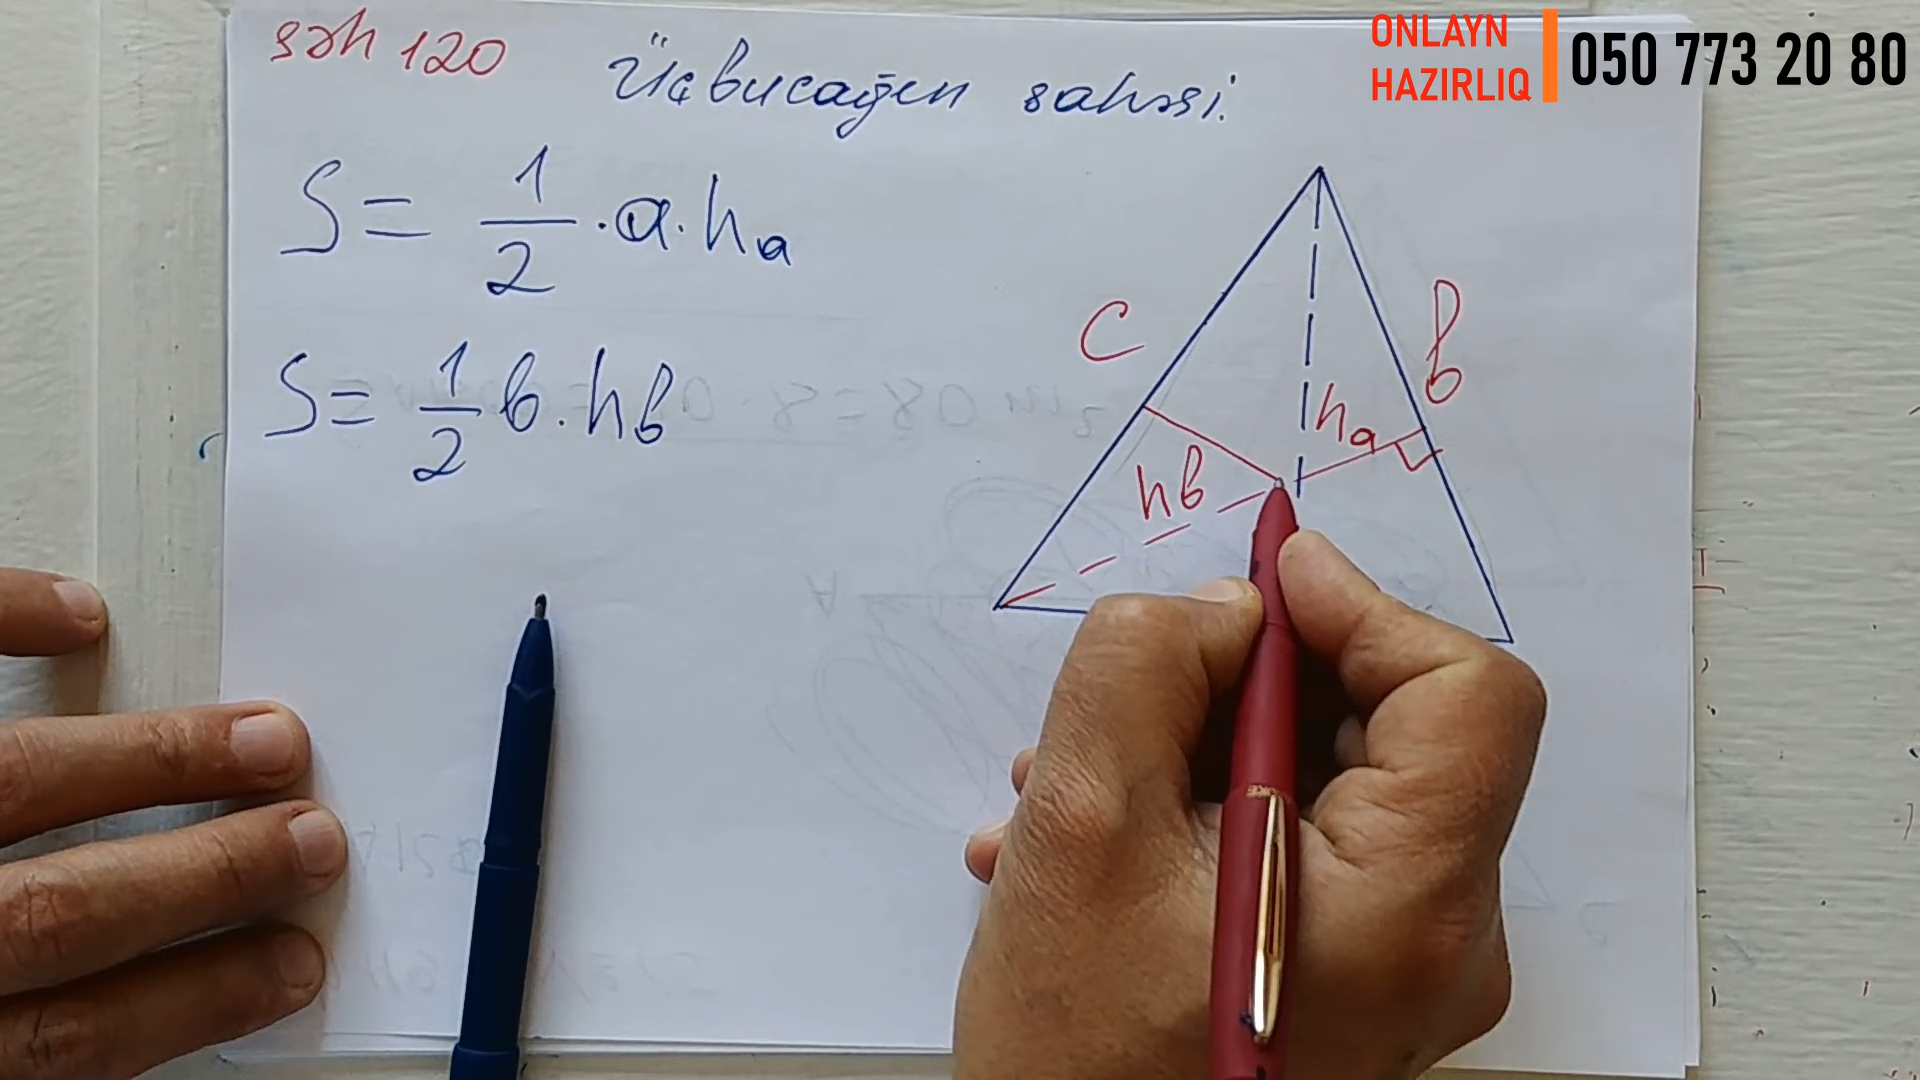 səh 120
Üçbucağın sahəsi.
ONLAYN
HAZIRLIQ
050 773 20 80
S = 1/2 · a · ha
S = 1/2 b · hb
c
b
ha
hb